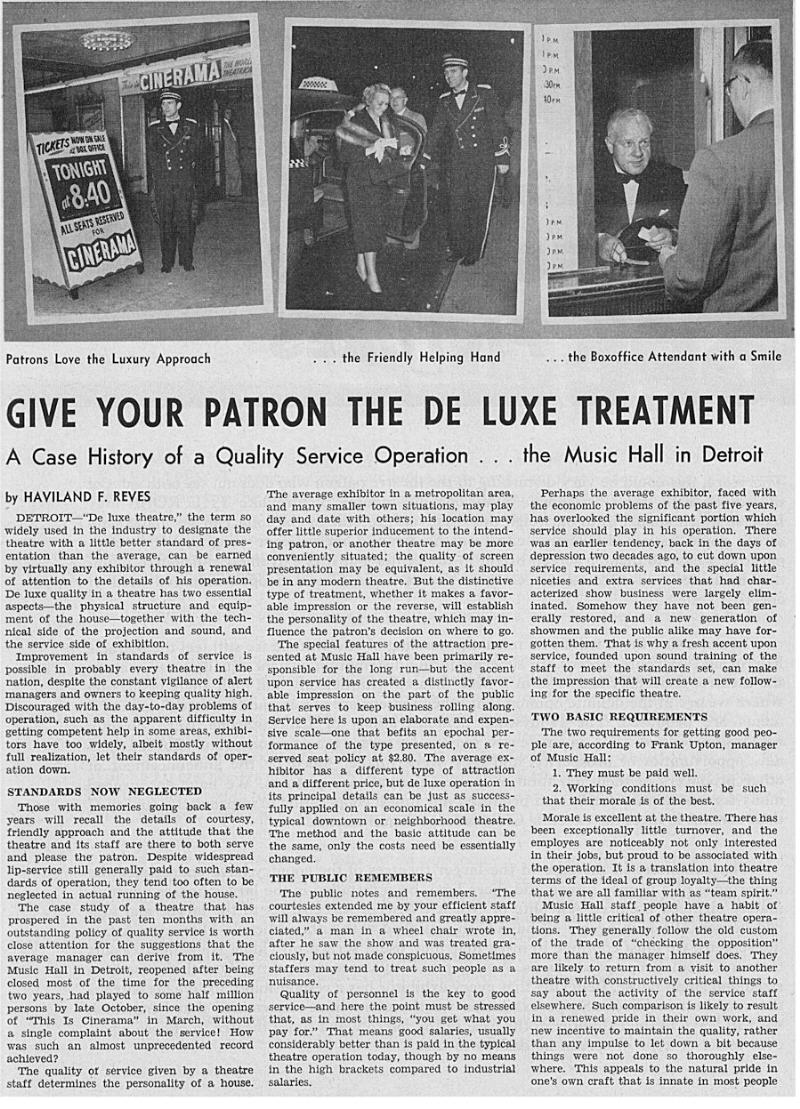 This is CINERAMA THE WORLD
TICKETS NOW ON SALE
at BOX OFFICE
TONIGHT
at 8:40
ALL SEATS RESERVED
FOR
CINERAMA
P.M.
P.M.
P.M.
30 P.M.
10 P.M.
P.M.
P.M.
P.M.
P.M.
Patrons Love the Luxury Approach
. . . the Friendly Helping Hand
. . . the Boxoffice Attendant with a Smile
GIVE YOUR PATRON THE DE LUXE TREATMENT
A Case History of a Quality Service Operation . . . the Music Hall in Detroit
by HAVILAND F. REVES
DETROIT—"De luxe theatre," the term so
widely used in the industry to designate the
theatre with a little better standard of pres-
entation than the average, can be earned
by virtually any exhibitor through a renewal
of attention to the details of his operation.
De luxe quality in a theatre has two essential
aspects—the physical structure and equip-
ment of the house—together with the tech-
nical side of the projection and sound, and
the service side of exhibition.
Improvement in standards of service is
possible in probably every theatre in the
nation, despite the constant vigilance of alert
managers and owners to keeping quality high.
Discouraged with the day-to-day problems of
operation, such as the apparent difficulty in
getting competent help in some areas, exhibi-
tors have too widely, albeit mostly without
full realization, let their standards of oper-
ation down.
STANDARDS NOW NEGLECTED
Those with memories going back a few
years will recall the details of courtesy,
friendly approach and the attitude that the
theatre and its staff are there to both serve
and please the patron. Despite widespread
lip-service still generally paid to such stan-
dards of operation, they tend too often to be
neglected in actual running of the house.
The case study of a theatre that has
prospered in the past ten months with an
outstanding policy of quality service is worth
close attention for the suggestions that the
average manager can derive from it. The
Music Hall in Detroit, reopened after being
closed most of the time for the preceding
two years, had played to some half million
persons by late October, since the opening
of "This Is Cinerama" in March, without
a single complaint about the service! How
was such an almost unprecedented record
achieved?
The quality of service given by a theatre
staff determines the personality of a house.
The average exhibitor in a metropolitan area,
and many smaller town situations, may play
day and date with others; his location may
offer little superior inducement to the intend-
ing patron, or another theatre may be more
conveniently situated; the quality of screen
presentation may be equivalent, as it should
be in any modern theatre. But the distinctive
type of treatment, whether it makes a favor-
able impression or the reverse, will establish
the personality of the theatre, which may in-
fluence the patron's decision on where to go.
The special features of the attraction pre-
sented at Music Hall have been primarily re-
sponsible for the long run—but the accent
upon service has created a distinctly favor-
able impression on the part of the public
that serves to keep business rolling along.
Service here is upon an elaborate and expen-
sive scale—one that befits an epochal per-
formance of the type presented, on a re-
served seat policy at $2.80. The average ex-
hibitor has a different type of attraction
and a different price, but de luxe operation in
its principal details can be just as success-
fully applied on an economical scale in the
typical downtown or neighborhood theatre.
The method and the basic attitude can be
the same, only the costs need be essentially
changed.
THE PUBLIC REMEMBERS
The public notes and remembers. "The
courtesies extended me by your efficient staff
will always be remembered and greatly appre-
ciated," a man in a wheel chair wrote in,
after he saw the show and was treated gra-
ciously, but not made conspicuous. Sometimes
staffers may tend to treat such people as a
nuisance.
Quality of personnel is the key to good
service—and here the point must be stressed
that, as in most things, "you get what you
pay for." That means good salaries, usually
considerably better than is paid in the typical
theatre operation today, though by no means
in the high brackets compared to industrial
salaries.
Perhaps the average exhibitor, faced with
the economic problems of the past five years,
has overlooked the significant portion which
service should play in his operation. There
was an earlier tendency, back in the days of
depression two decades ago, to cut down upon
service requirements, and the special little
niceties and extra services that had char-
acterized show business were largely elim-
inated. Somehow they have not been gen-
erally restored, and a new generation of
showmen and the public alike may have for-
gotten them. That is why a fresh accent upon
service, founded upon sound training of the
staff to meet the standards set, can make
the impression that will create a new follow-
ing for the specific theatre.
TWO BASIC REQUIREMENTS
The two requirements for getting good peo-
ple are, according to Frank Upton, manager
of Music Hall:
1. They must be paid well.
2. Working conditions must be such
that their morale is of the best.
Morale is excellent at the theatre. There has
been exceptionally little turnover, and the
employes are noticeably not only interested
in their jobs, but proud to be associated with
the operation. It is a translation into theatre
terms of the ideal of group loyalty—the thing
that we are all familiar with as "team spirit."
Music Hall staff people have a habit of
being a little critical of other theatre opera-
tions. They generally follow the old custom
of the trade of "checking the opposition"
more than the manager himself does. They
are likely to return from a visit to another
theatre with constructively critical things to
say about the activity of the service staff
elsewhere. Such comparison is likely to result
in a renewed pride in their own work, and
new incentive to maintain the quality, rather
than any impulse to let down a bit because
things were not done so thoroughly else-
where. This appeals to the natural pride in
one's own craft that is innate in most people